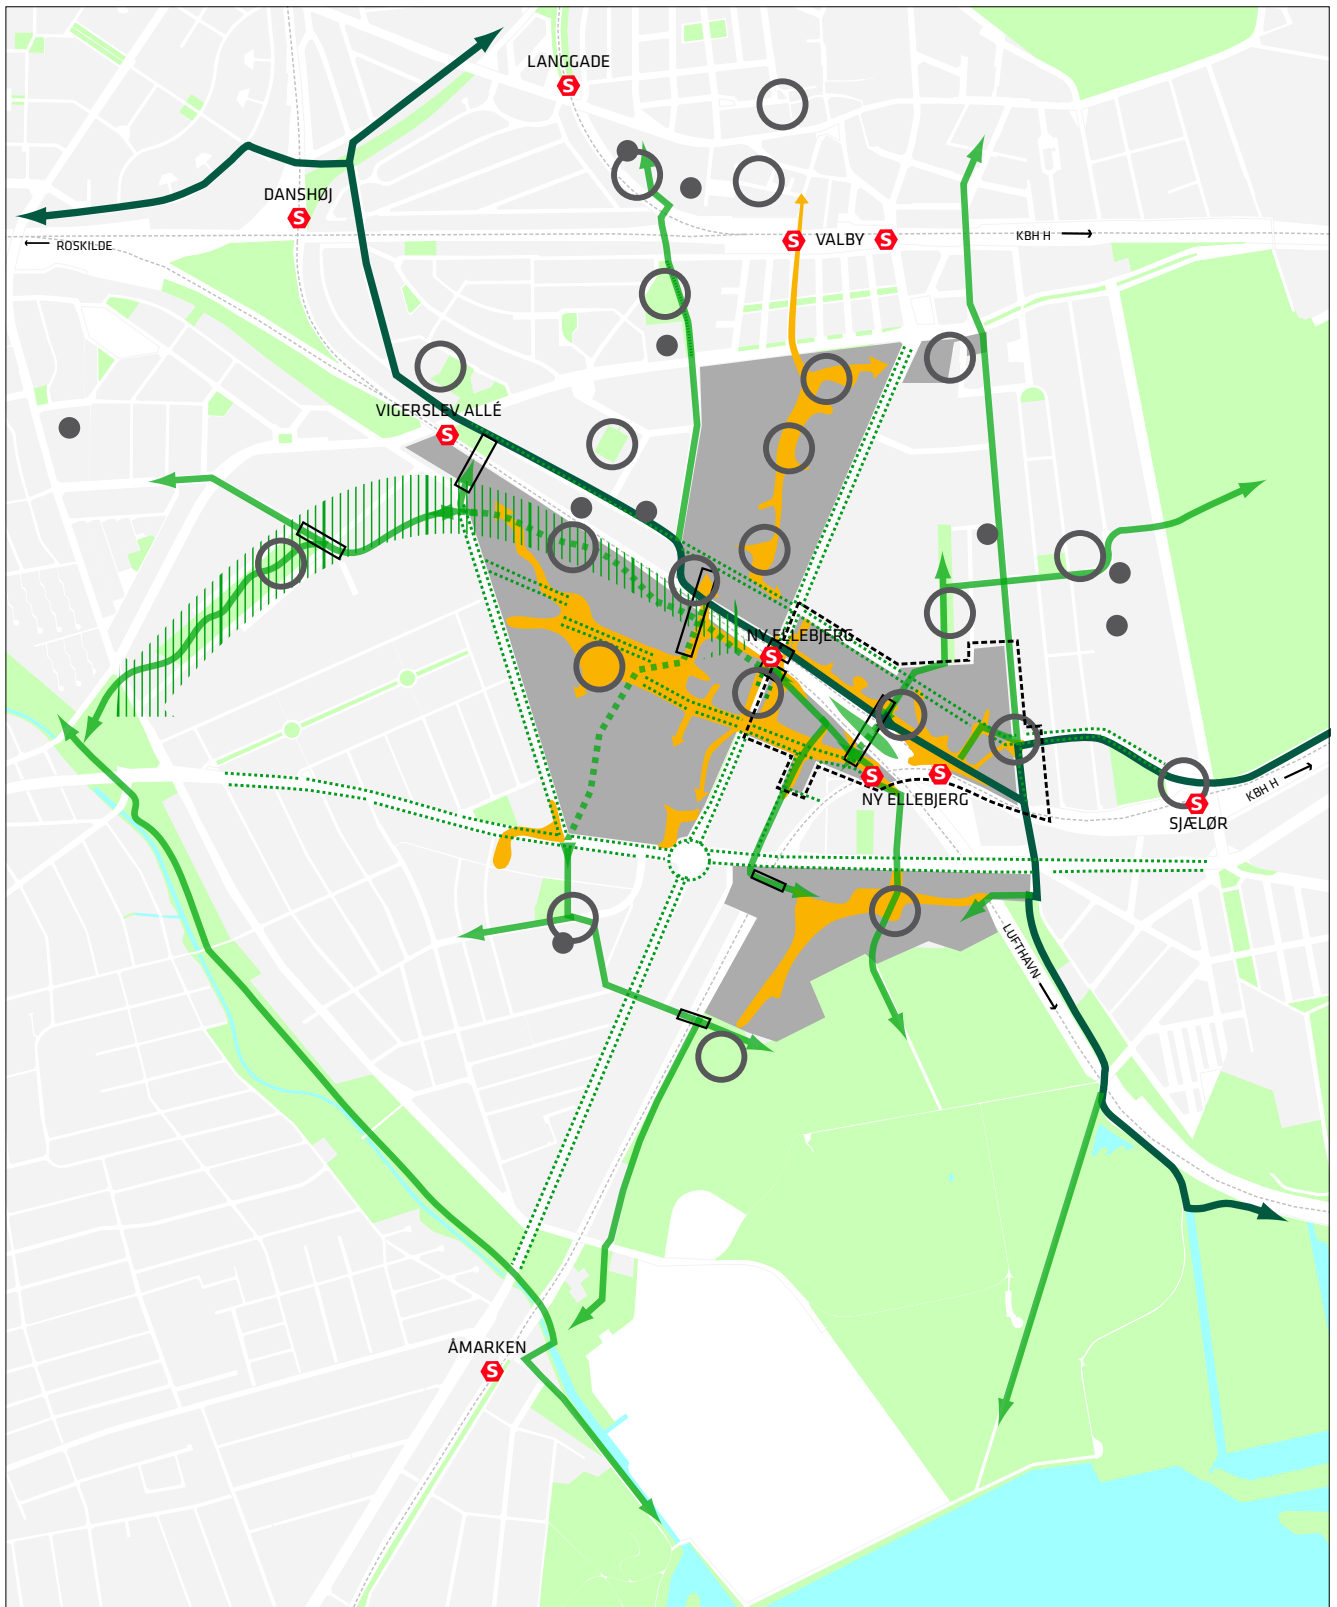 LANGGADE
S
DANSHØJ
S
ROSKILDE
S VALBY S
KBH H
VIGERSLEV ALLÉ
S
NY ELLEBJERG
S
S S
NY ELLEBJERG
KBH H
S
SJÆLØR
LUFTHAVN
ÅMARKEN
S